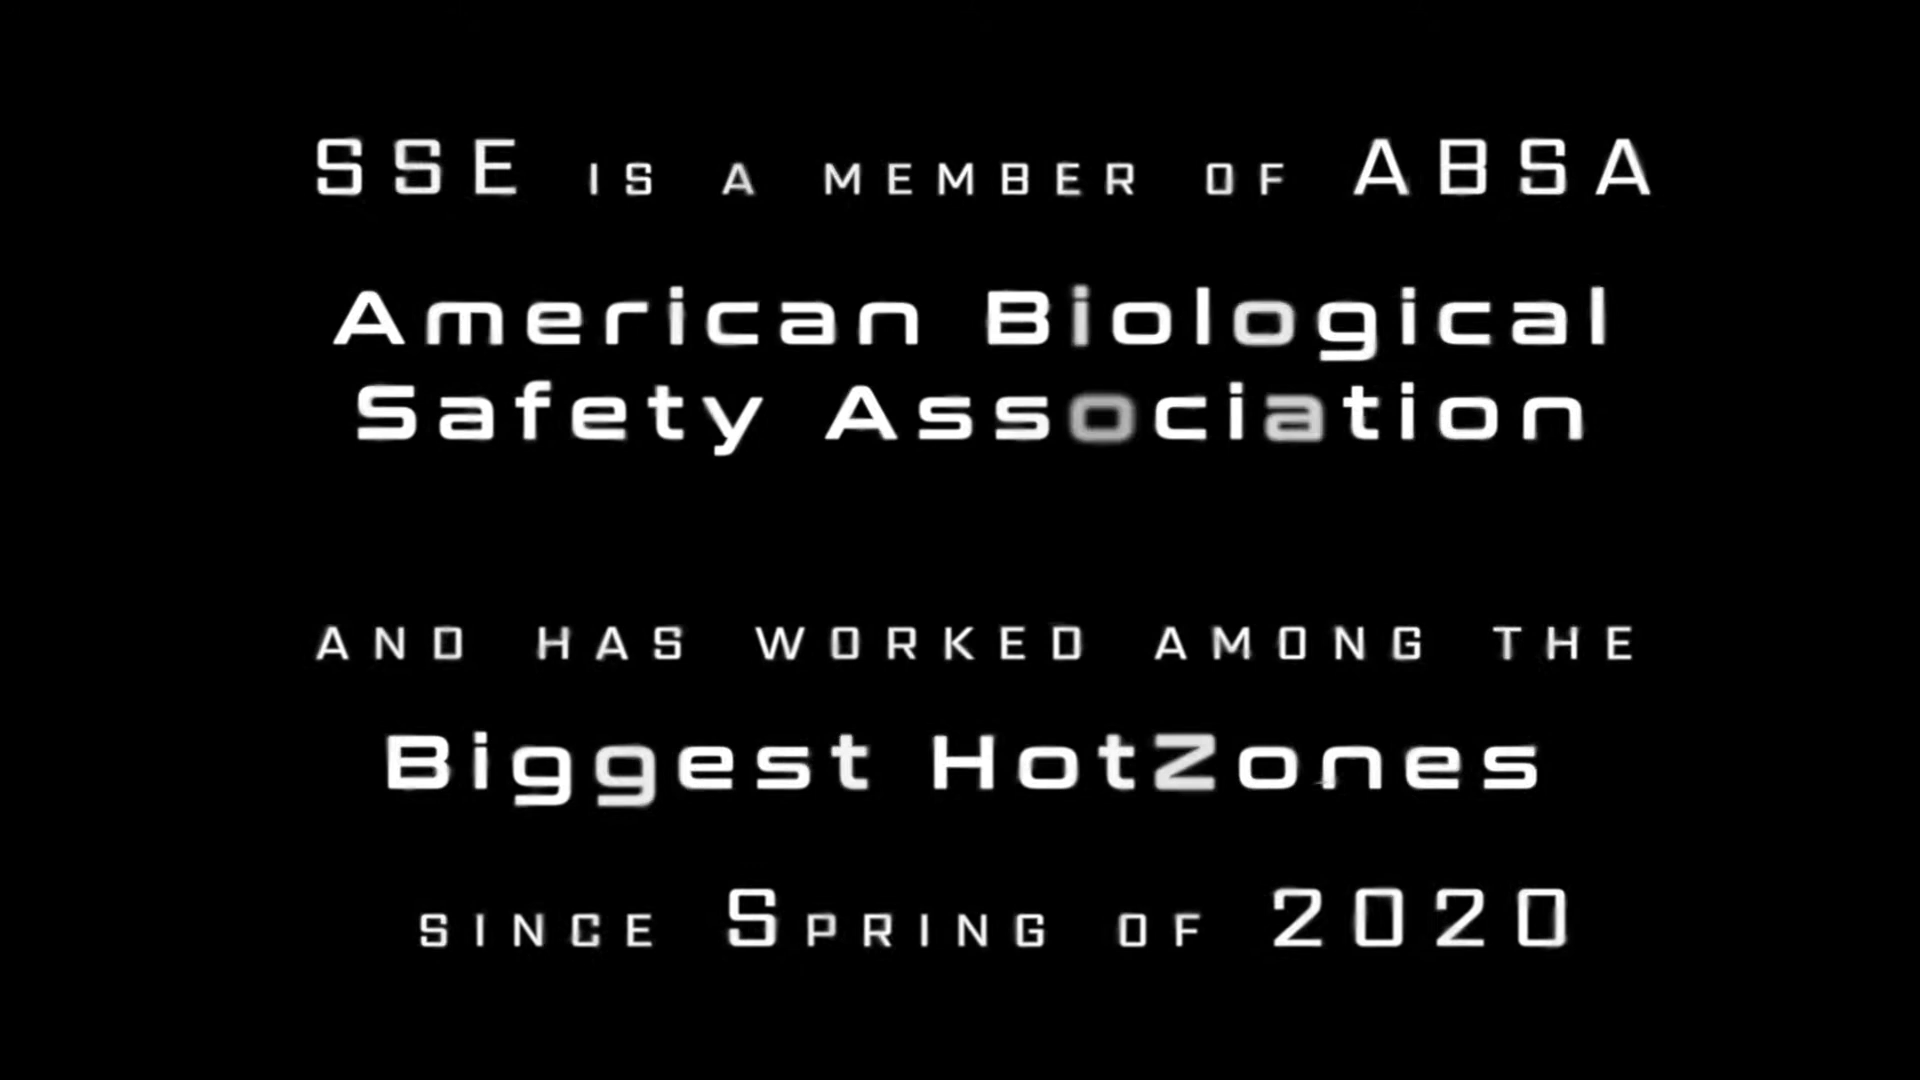 SSE IS A MEMBER OF ABSA
American Biological
Safety Association
AND HAS WORKED AMONG THE
Biggest HotZones
SINCE SPRING OF 2020